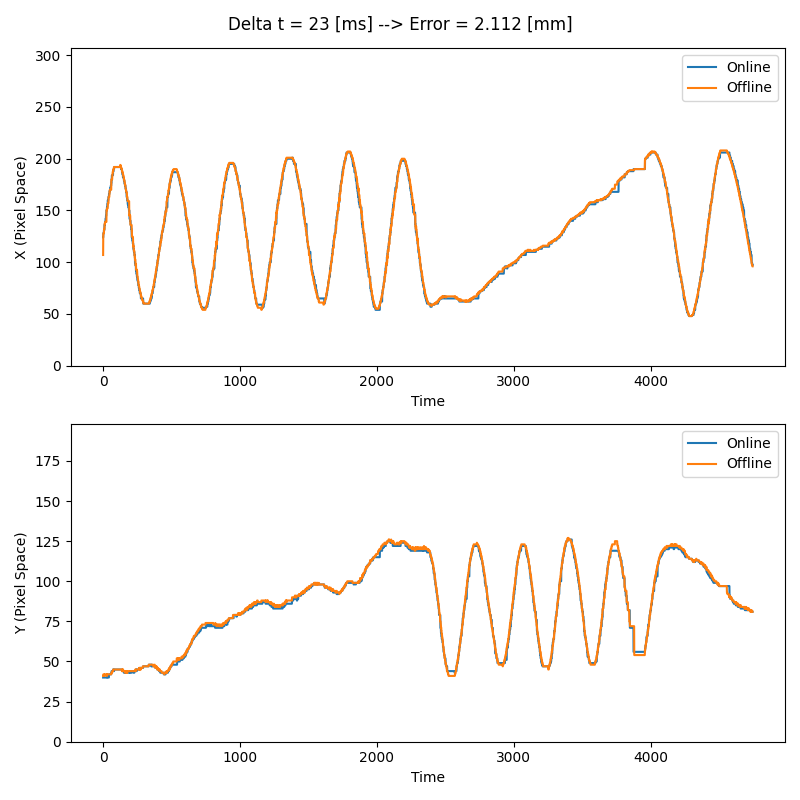 Delta t = 23 [ms] --> Error = 2.112 [mm]
300
250
200
150
100
50
0
X (Pixel Space)
Online
Offline
0 1000 2000 3000 4000
Time
175
150
125
100
75
50
25
0
Y (Pixel Space)
Online
Offline
0 1000 2000 3000 4000
Time